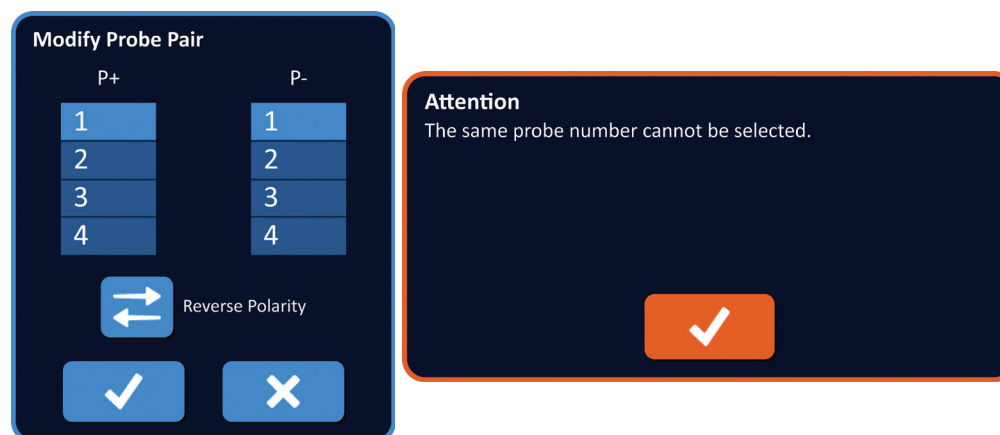 Modify Probe Pair
P+ P-
1 1
2 2
3 3
4 4
Reverse Polarity
Attention
The same probe number cannot be selected.